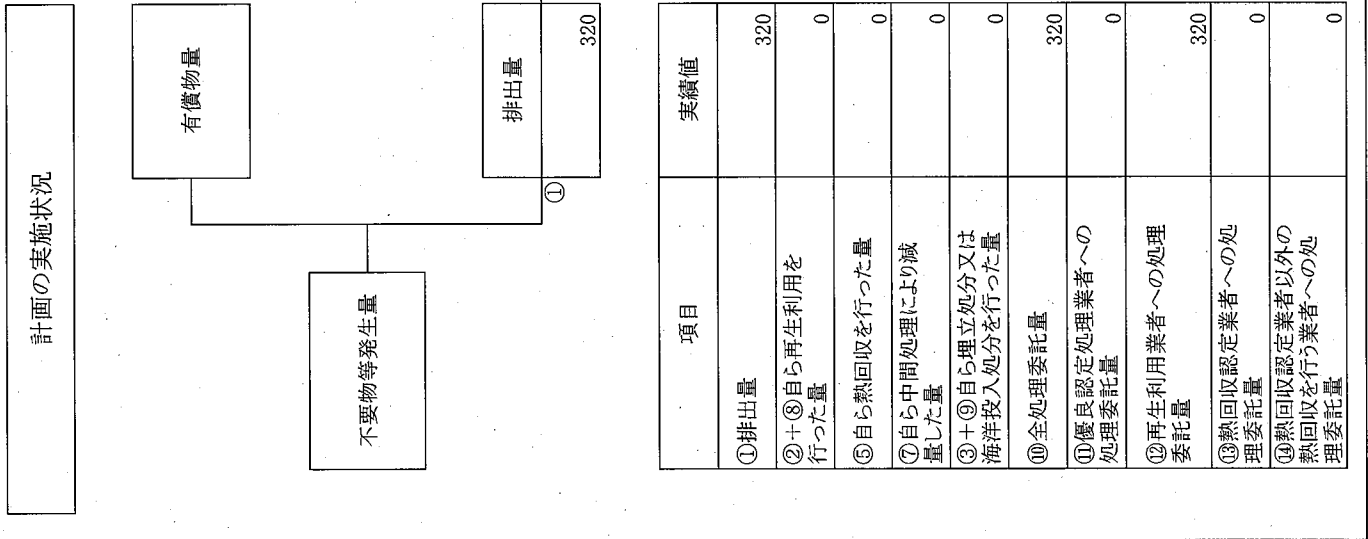 計画の実施状況
有償物量
不要物等発生量
排出量
①
320
項目
実績値
①排出量
320
②+⑧自ら再生利用を
行った量
0
⑤自ら熱回収を行った量
0
⑦自ら中間処理により減
量した量
0
③+⑨自ら埋立処分又は
海洋投入処分を行った量
0
⑩全処理委託量
320
⑪優良認定処理業者への
処理委託量
0
⑫再生利用業者への処理
委託量
320
⑬熱回収認定業者への処
理委託量
0
⑭熱回収認定業者以外の
熱回収を行う業者への処
理委託量
0